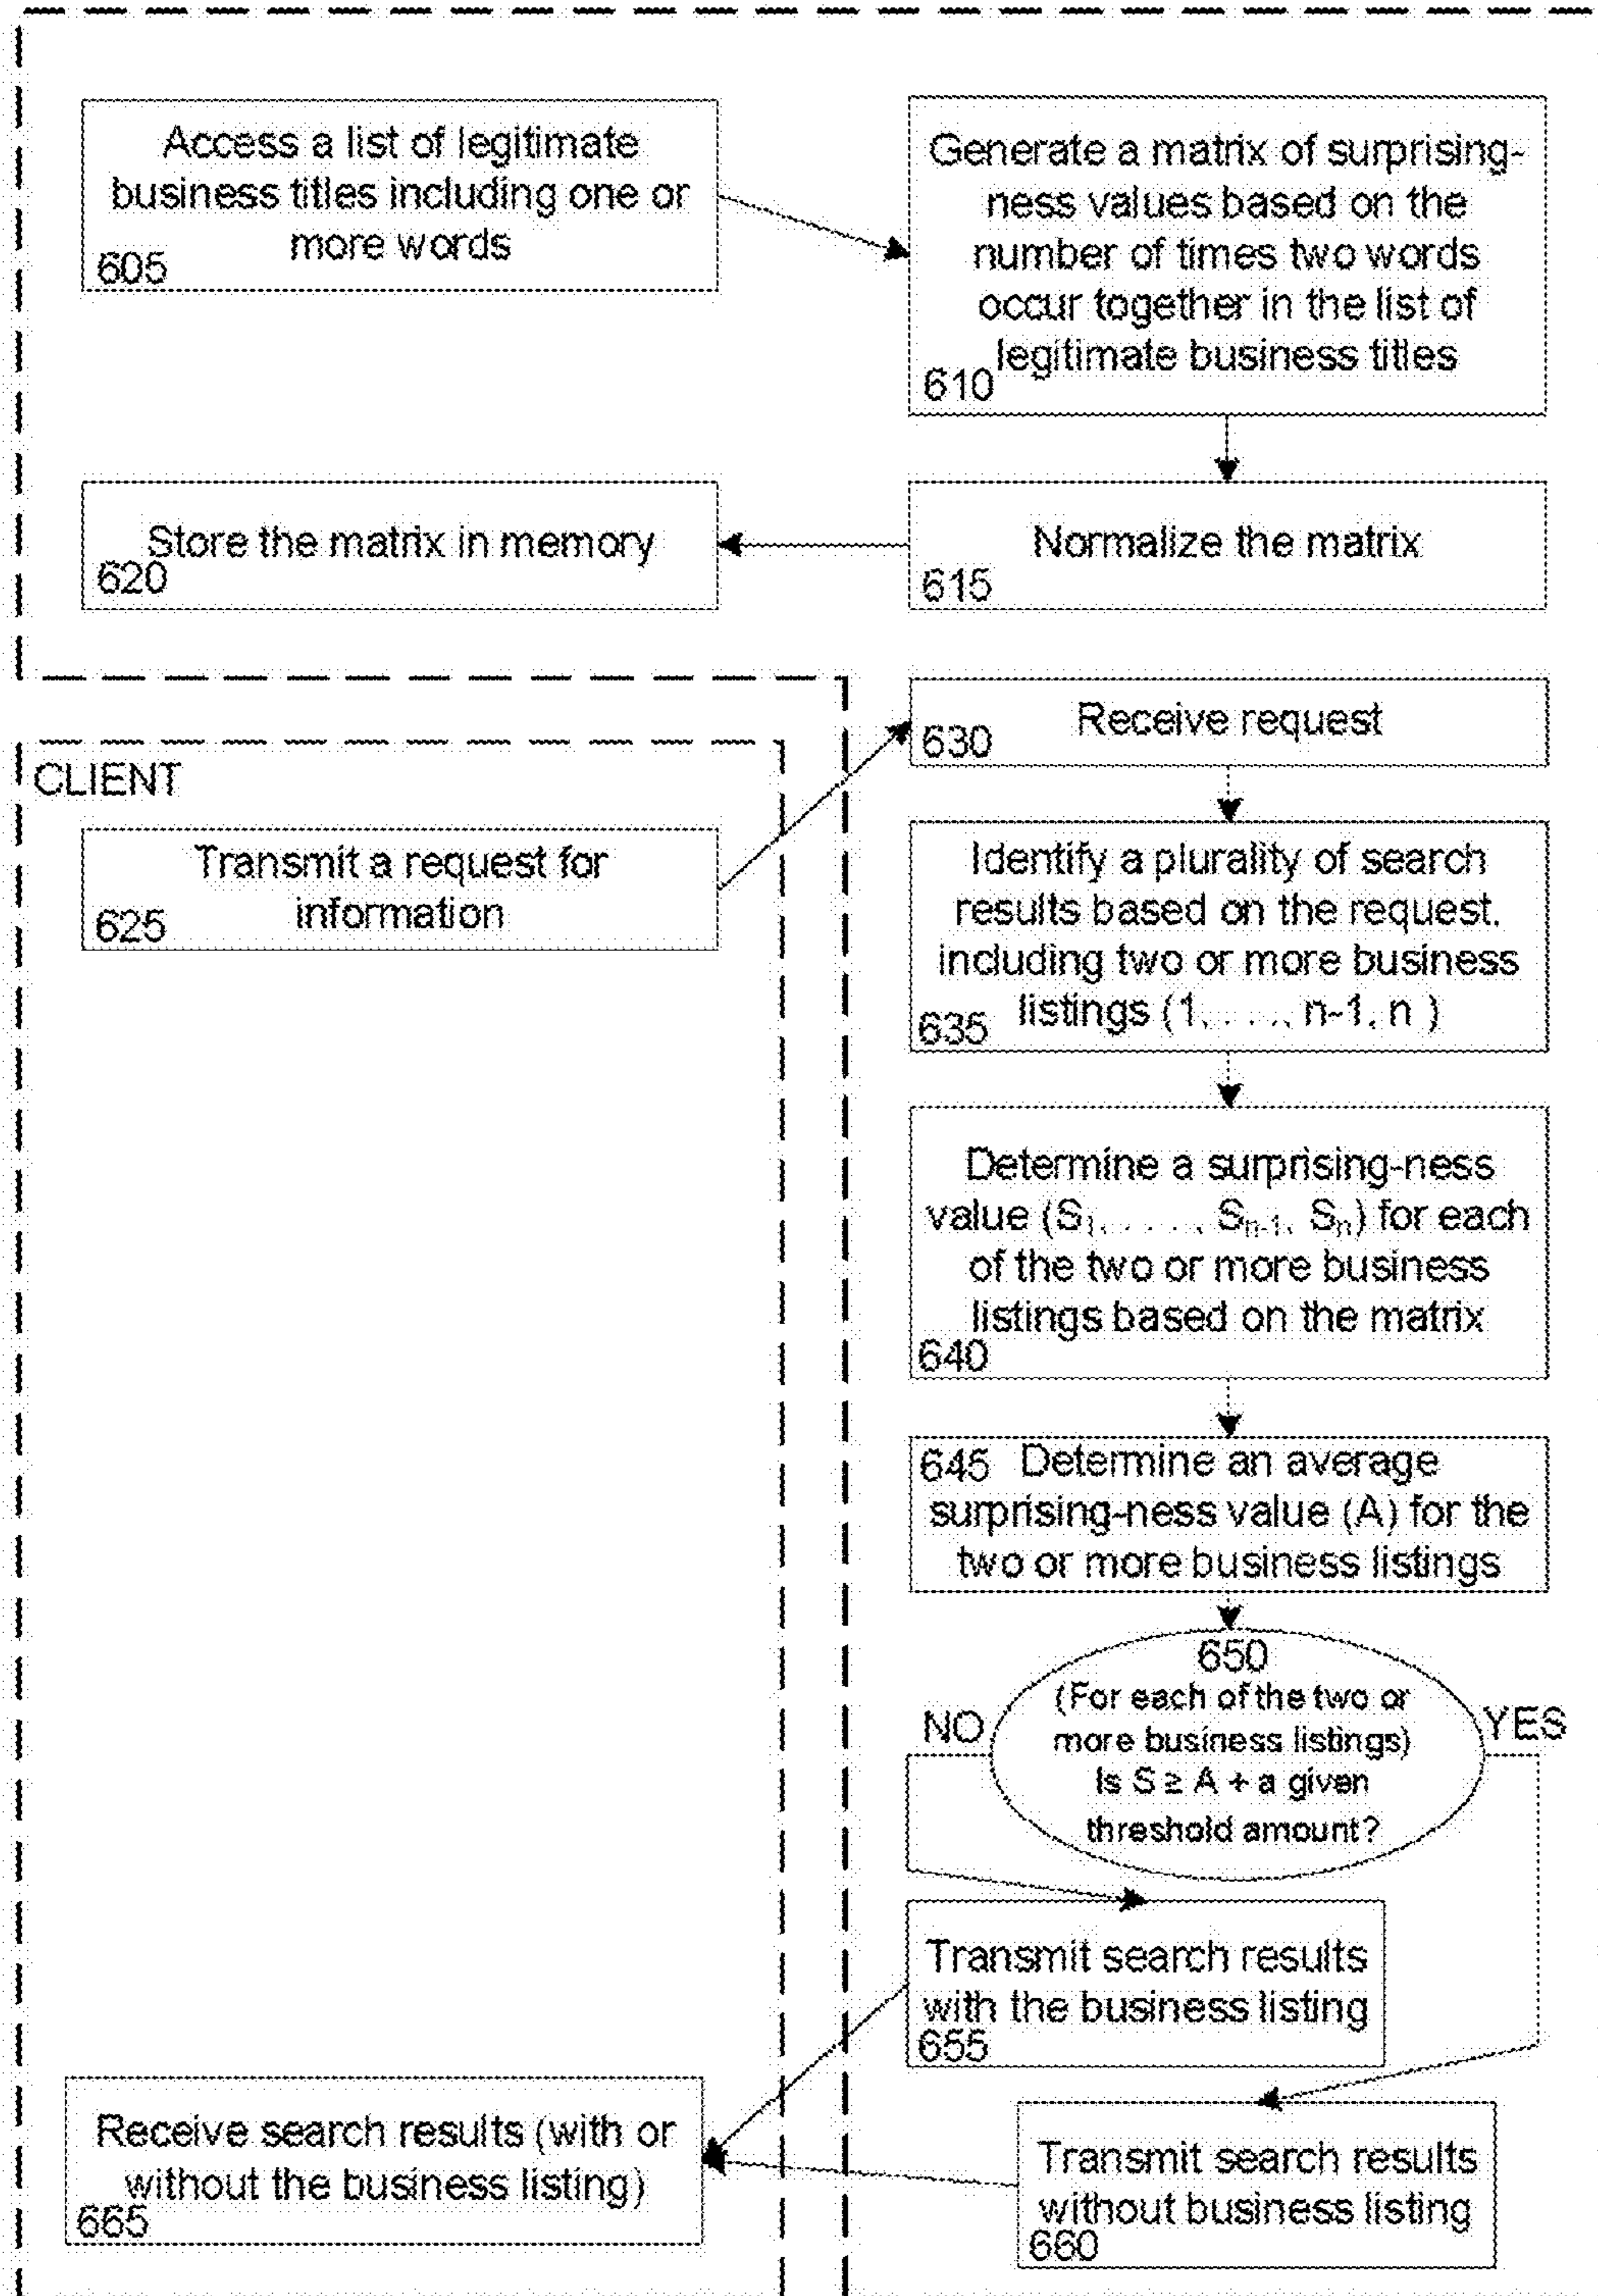 Access a list of legitimate
business titles including one or
more words
605
Generate a matrix of surprising-
ness values based on the
number of times two words
occur together in the list of
legitimate business titles
610
Store the matrix in memory
620
Normalize the matrix
615
CLIENT
Transmit a request for
information
625
Receive request
630
Identify a plurality of search
results based on the request,
including two or more business
listings (1, . . . , n-1, n )
635
Determine a surprising-ness
value (S₁, . . . . , Sₙ₋₁, Sₙ) for each
of the two or more business
listings based on the matrix
640
645 Determine an average
surprising-ness value (A) for the
two or more business listings
650
(For each of the two or
more business listings)
Is S ≥ A + a given
threshold amount?
NO
YES
Transmit search results
with the business listing
655
Transmit search results
without business listing
660
Receive search results (with or
without the business listing)
665